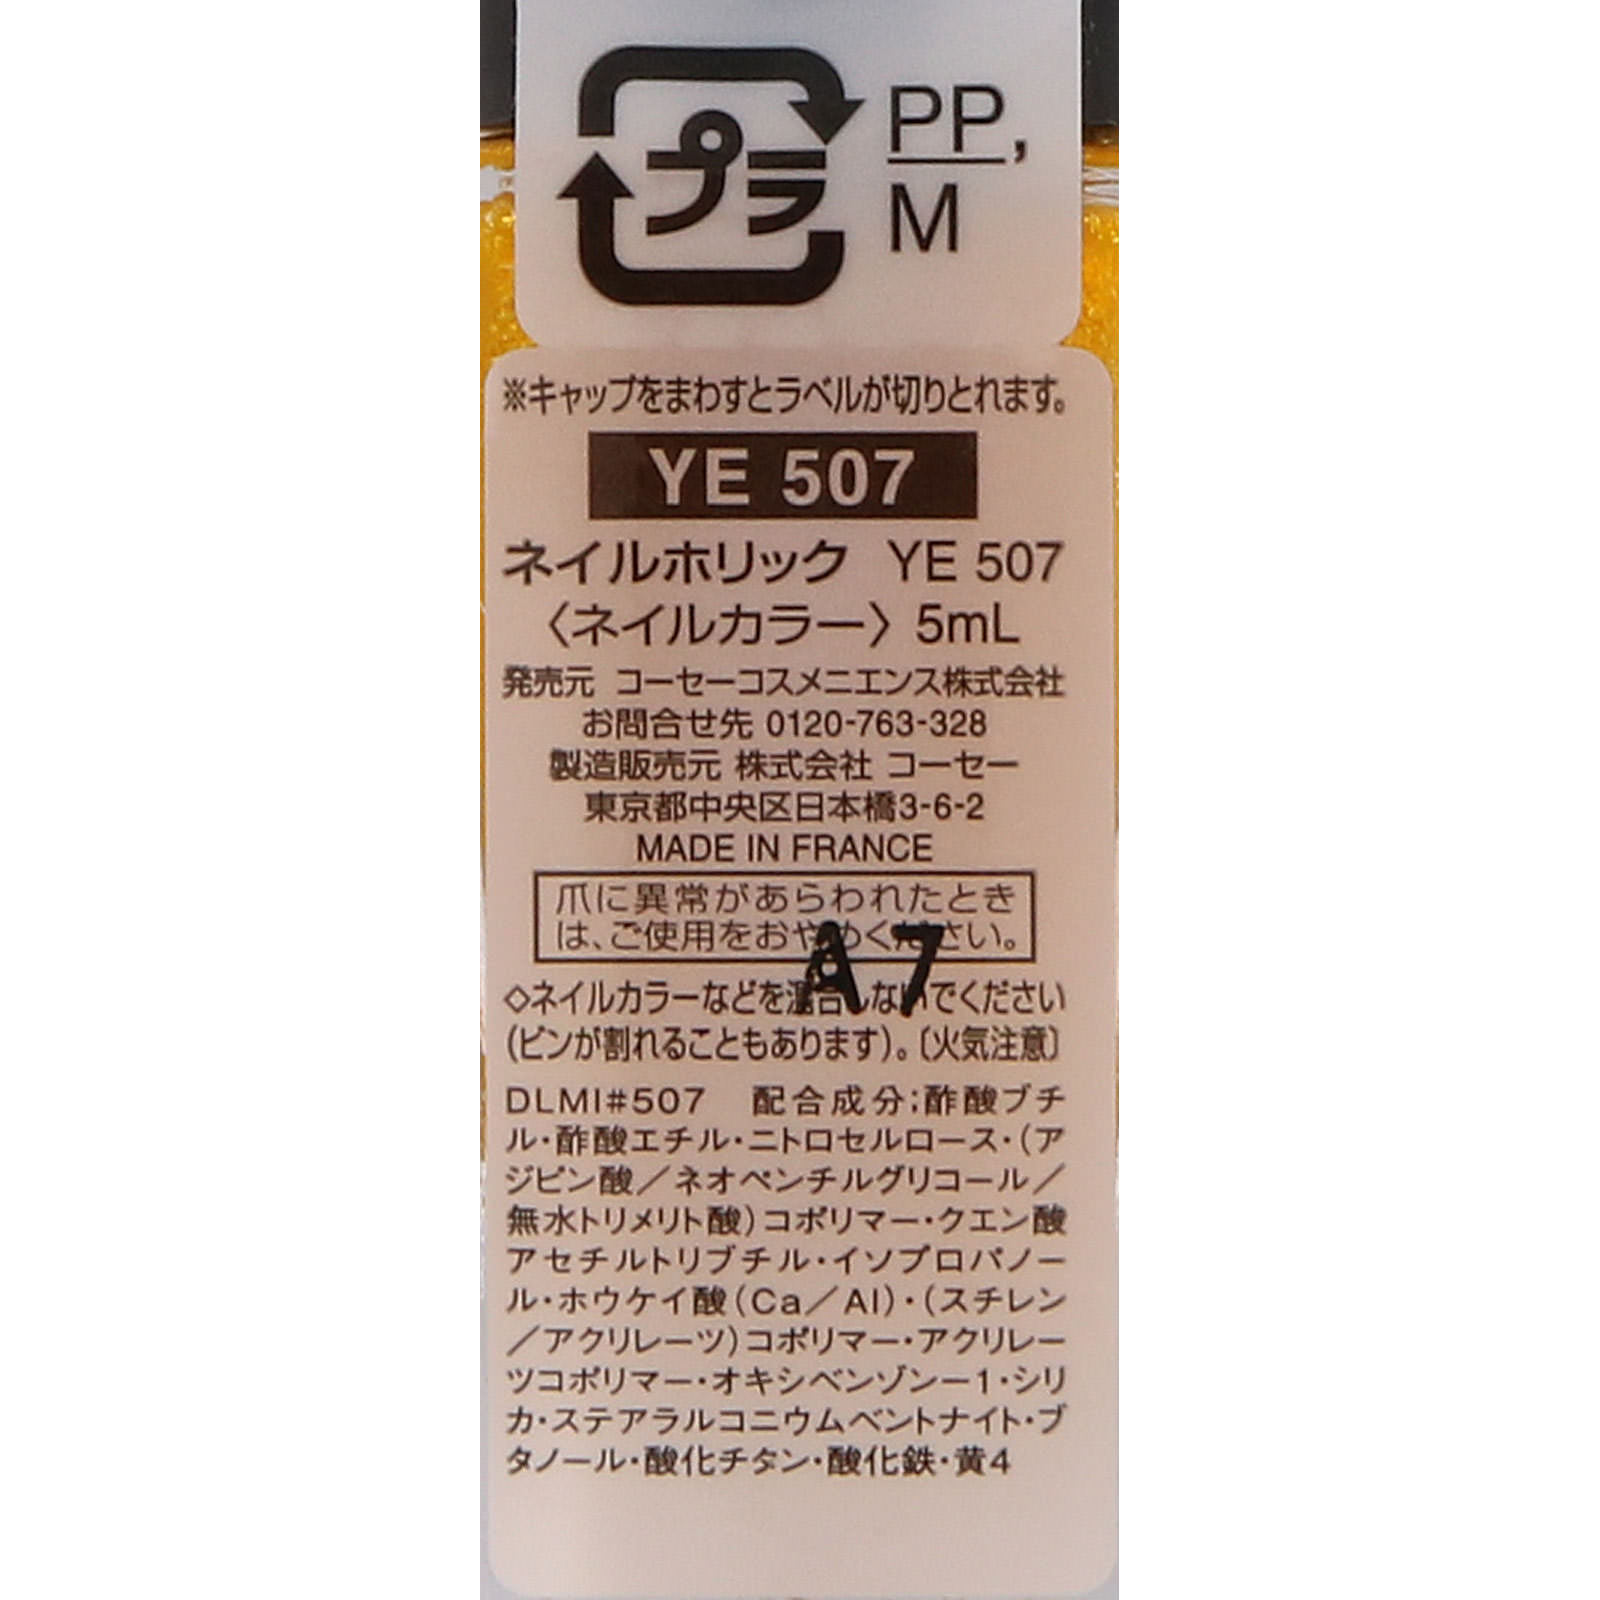 プラ
PP,
M
※キャップをまわすとラベルが切りとれます。
YE 507
ネイルホリック YE 507
〈ネイルカラー〉 5mL
発売元 コーセーコスメニエンス株式会社
お問合せ先 0120-763-328
製造販売元 株式会社 コーセー
東京都中央区日本橋3-6-2
MADE IN FRANCE
爪に異常があらわれたとき
は、ご使用をおやめください。
A7
◇ネイルカラーなどを混合しないでください
(ビンが割れることもあります)。〔火気注意〕
DLMI#507 配合成分;酢酸ブチ
ル・酢酸エチル・ニトロセルロース・(ア
ジピン酸/ネオペンチルグリコール/
無水トリメリト酸)コポリマー・クエン酸
アセチルトリブチル・イソプロパノー
ル・ホウケイ酸(Ca/Al)・(スチレン
/アクリレーツ)コポリマー・アクリレー
ツコポリマー・オキシベンゾン-1・シリ
カ・ステアラルコニウムベントナイト・ブ
タノール・酸化チタン・酸化鉄・黄4